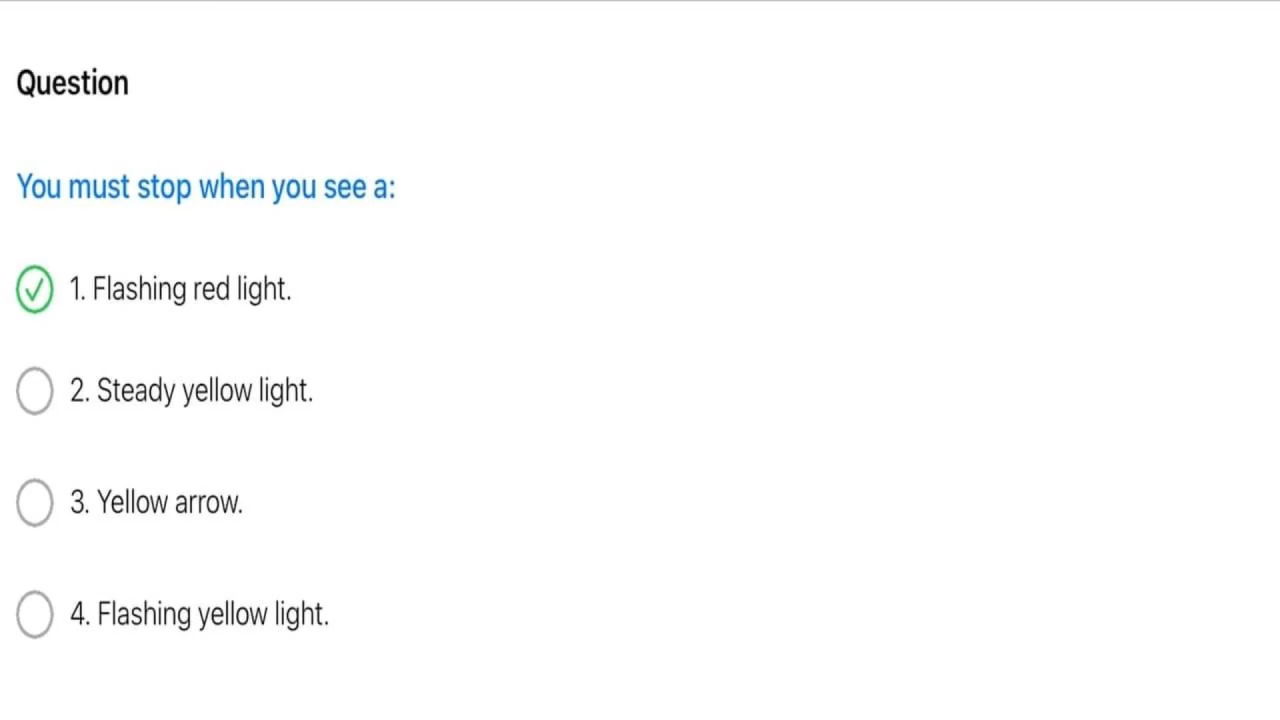 Question
You must stop when you see a:
1. Flashing red light.
2. Steady yellow light.
3. Yellow arrow.
4. Flashing yellow light.